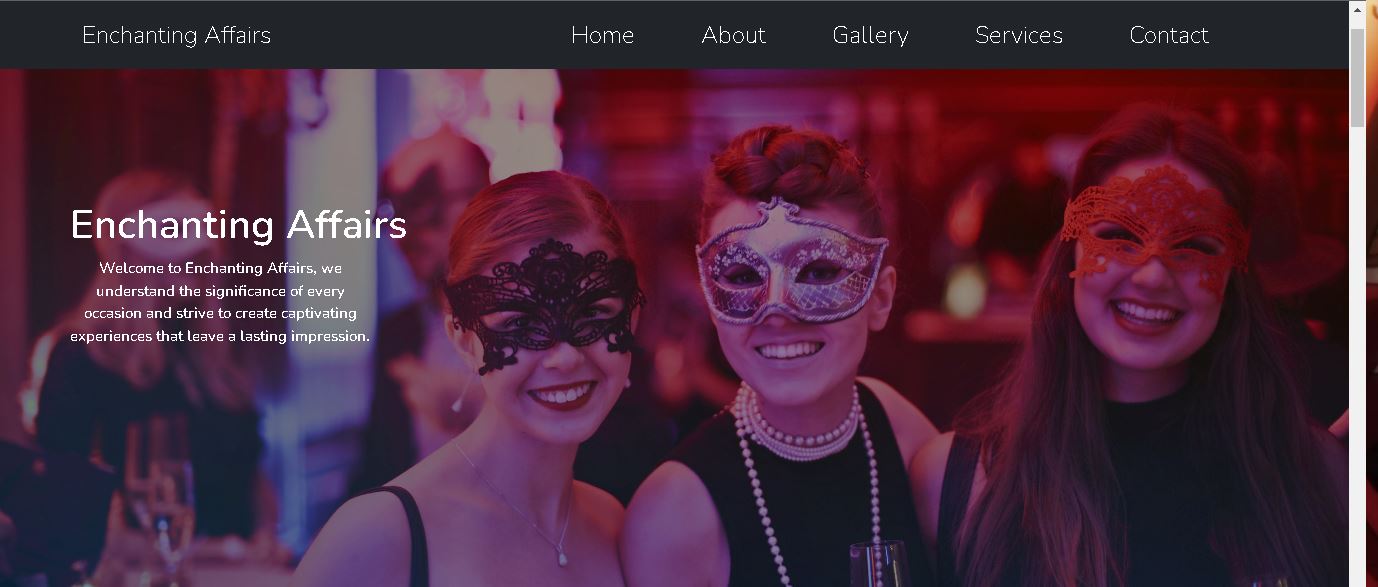 Enchanting Affairs Home About Gallery Services Contact
Enchanting Affairs
Welcome to Enchanting Affairs, we
understand the significance of every
occasion and strive to create captivating
experiences that leave a lasting impression.